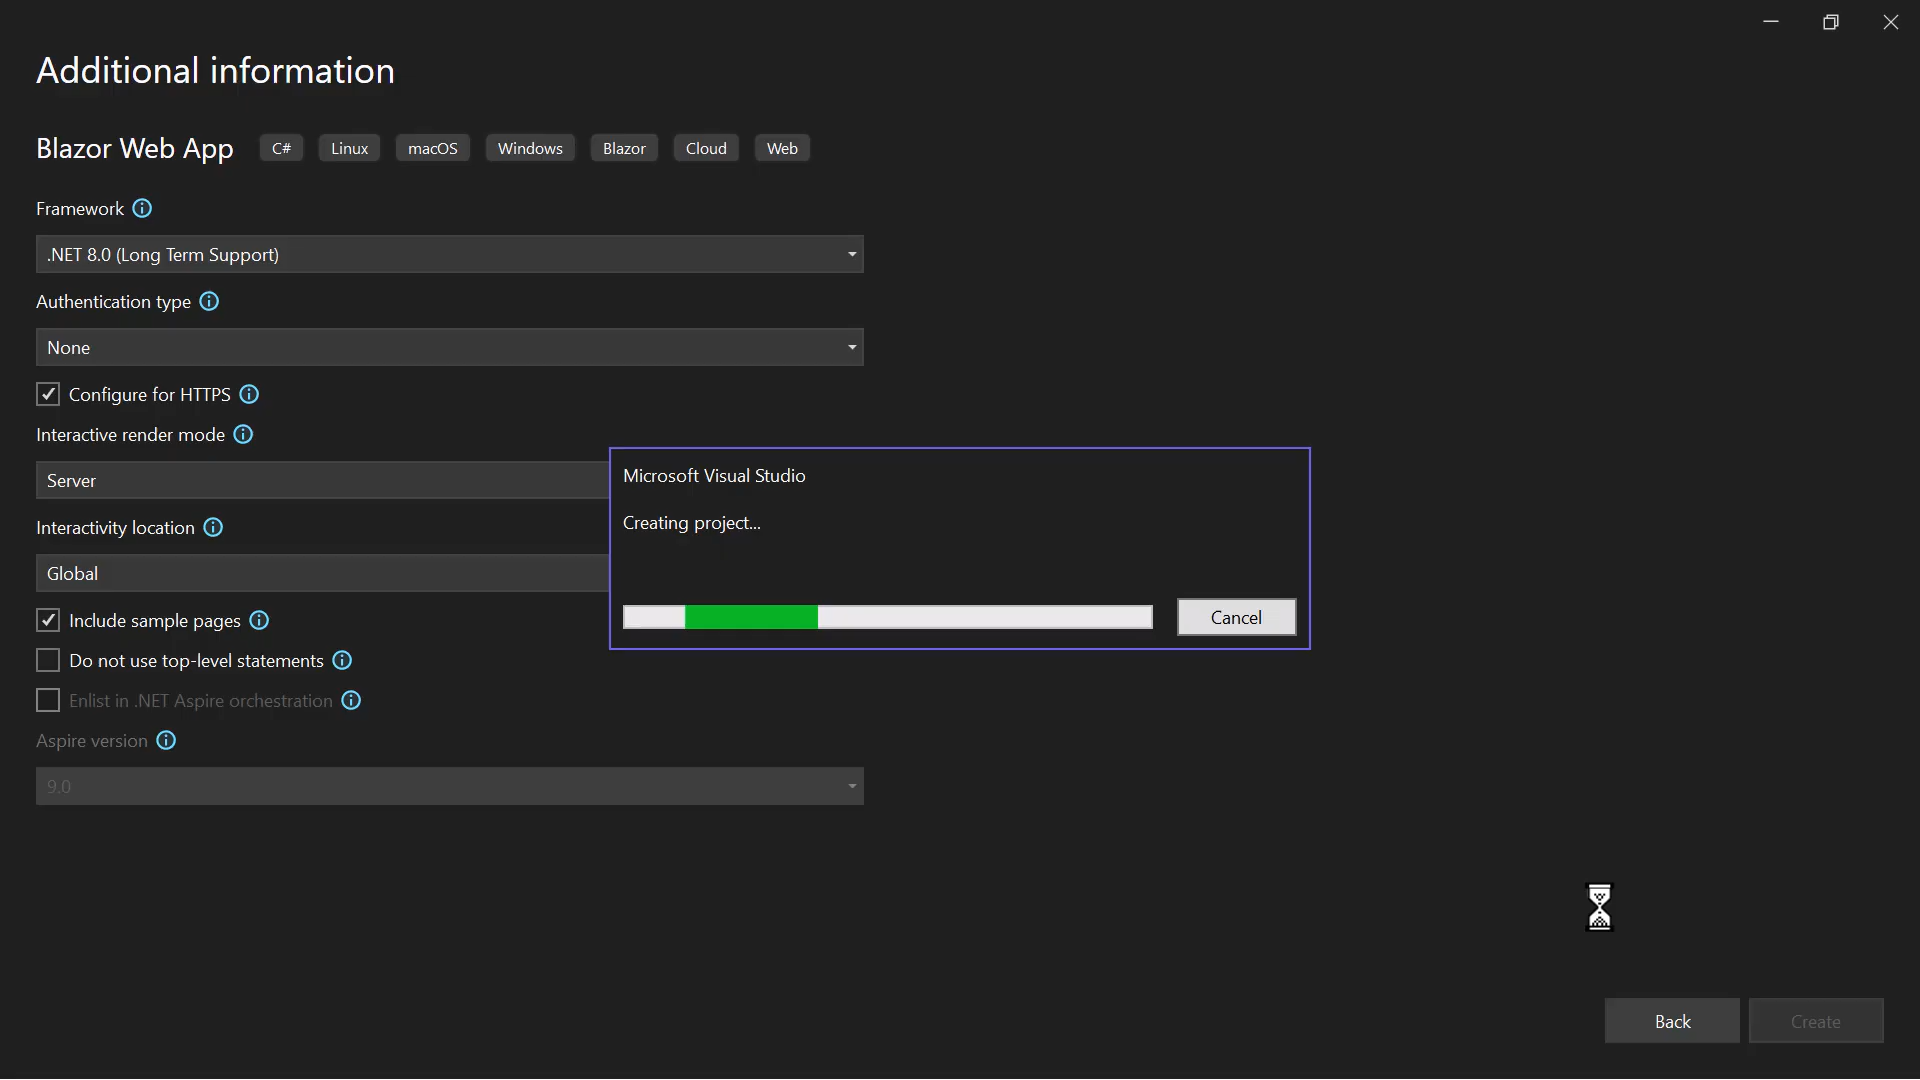 Additional information
Blazor Web App C# Linux macOS Windows Blazor Cloud Web
Framework
.NET 8.0 (Long Term Support)
Authentication type
None
Configure for HTTPS
Interactive render mode
Server
Interactivity location
Global
Include sample pages
Do not use top-level statements
Enlist in .NET Aspire orchestration
Aspire version
9.0
Microsoft Visual Studio
Creating project...
Cancel
Back Create